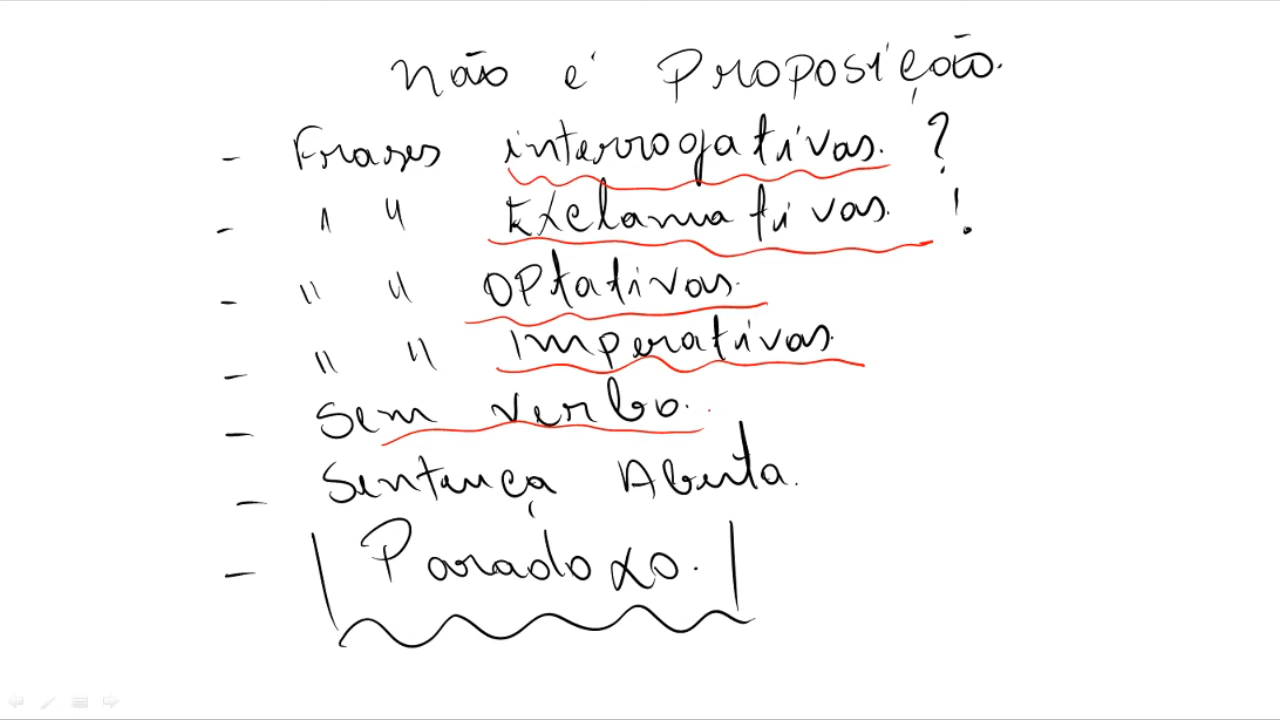 Não é Proposição.
- Frases interrogativas. ?
- " " Exclamativas. !
- " " Optativas.
- " " Imperativas.
- Sem verbo.
- Sentença Aberta.
- Paradoxo.